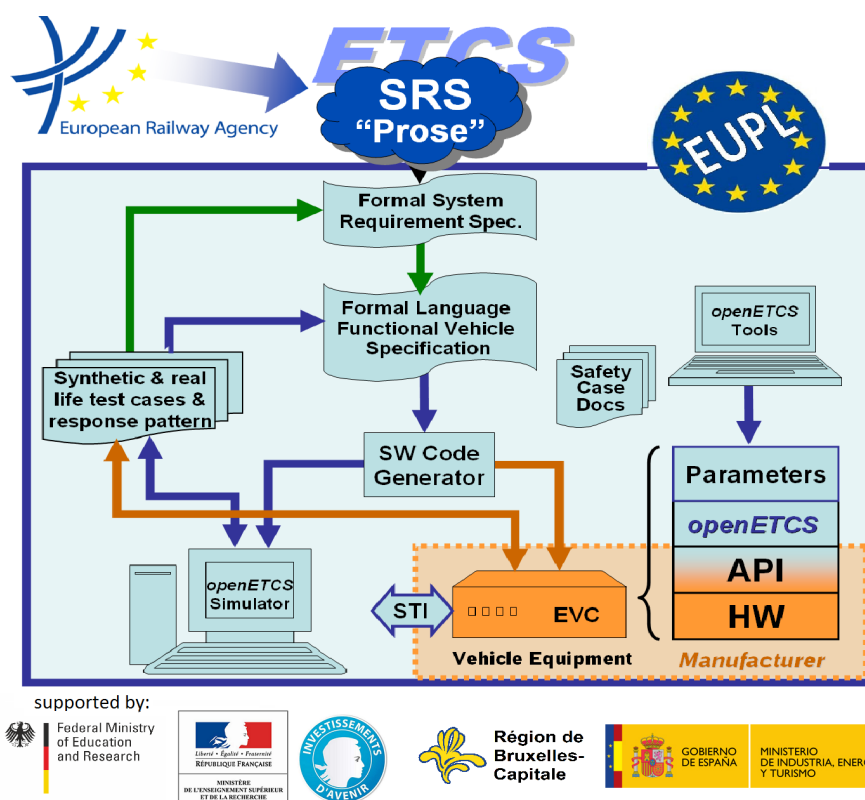 ETCS
SRS
“Prose”
European Railway Agency
EUPL
Formal System
Requirement Spec.
Formal Language
Functional Vehicle
Specification
openETCS
Tools
Synthetic & real
life test cases &
response pattern
Safety
Case
Docs
SW Code
Generator
Parameters
openETCS
API
HW
openETCS
Simulator
STI
EVC
Vehicle Equipment
Manufacturer
supported by:
Federal Ministry
of Education
and Research
Liberté • Égalité • Fraternité
RÉPUBLIQUE FRANÇAISE
MINISTÈRE
DE L'ENSEIGNEMENT SUPÉRIEUR
ET DE LA RECHERCHE
INVESTISSEMENTS
D'AVENIR
Région de
Bruxelles-
Capitale
GOBIERNO
DE ESPAÑA
MINISTERIO
DE INDUSTRIA, ENERG
Y TURISMO